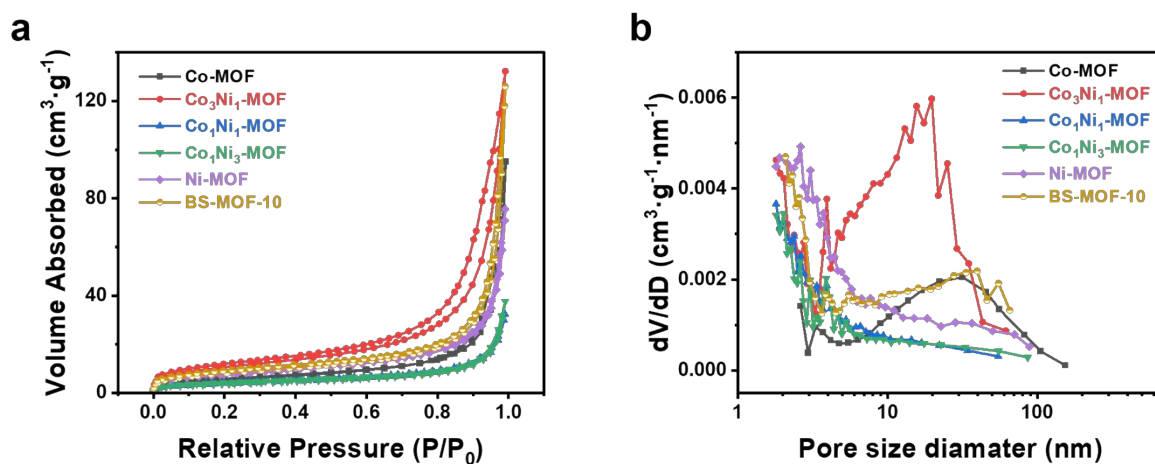 a
Volume Absorbed (cm³·g⁻¹)
120
80
40
0
Co-MOF
Co₃Ni₁-MOF
Co₁Ni₁-MOF
Co₁Ni₃-MOF
Ni-MOF
BS-MOF-10
0.0 0.2 0.4 0.6 0.8 1.0
Relative Pressure (P/P₀)
b
dV/dD (cm³·g⁻¹·nm⁻¹)
0.006
0.004
0.002
0.000
Co-MOF
Co₃Ni₁-MOF
Co₁Ni₁-MOF
Co₁Ni₃-MOF
Ni-MOF
BS-MOF-10
1 10 100
Pore size diamater (nm)